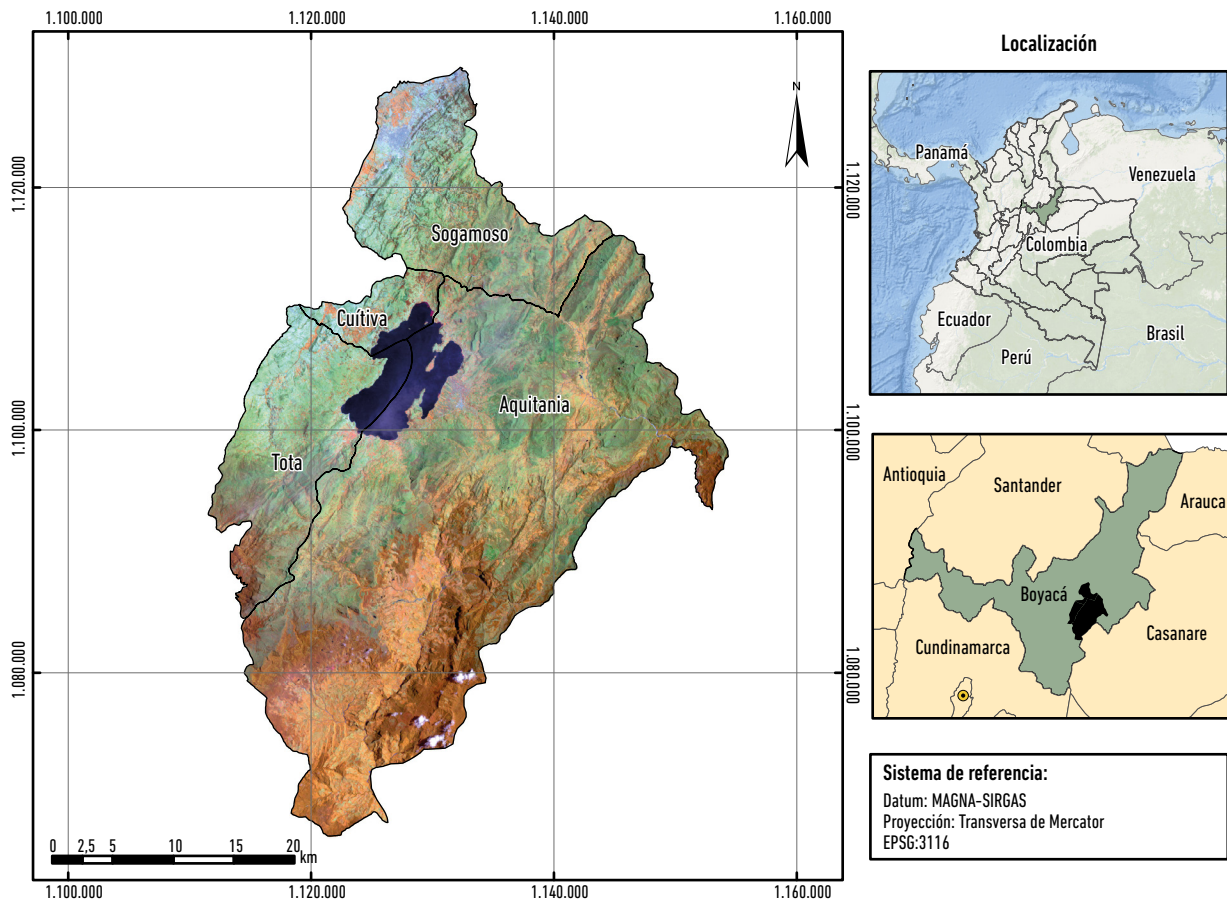 1.100.000
1.120.000
1.140.000
1.160.000
1.120.000
1.100.000
1.080.000
N
Sogamoso
Cuítiva
Aquitania
Tota
0 2,5 5 10 15 20
km
1.120.000
1.100.000
1.080.000
1.100.000
1.120.000
1.140.000
1.160.000
Localización
Panamá
Venezuela
Colombia
Ecuador
Perú
Brasil
Antioquia
Santander
Arauca
Boyacá
Cundinamarca
Casanare
Sistema de referencia:
Datum: MAGNA-SIRGAS
Proyección: Transversa de Mercator
EPSG:3116